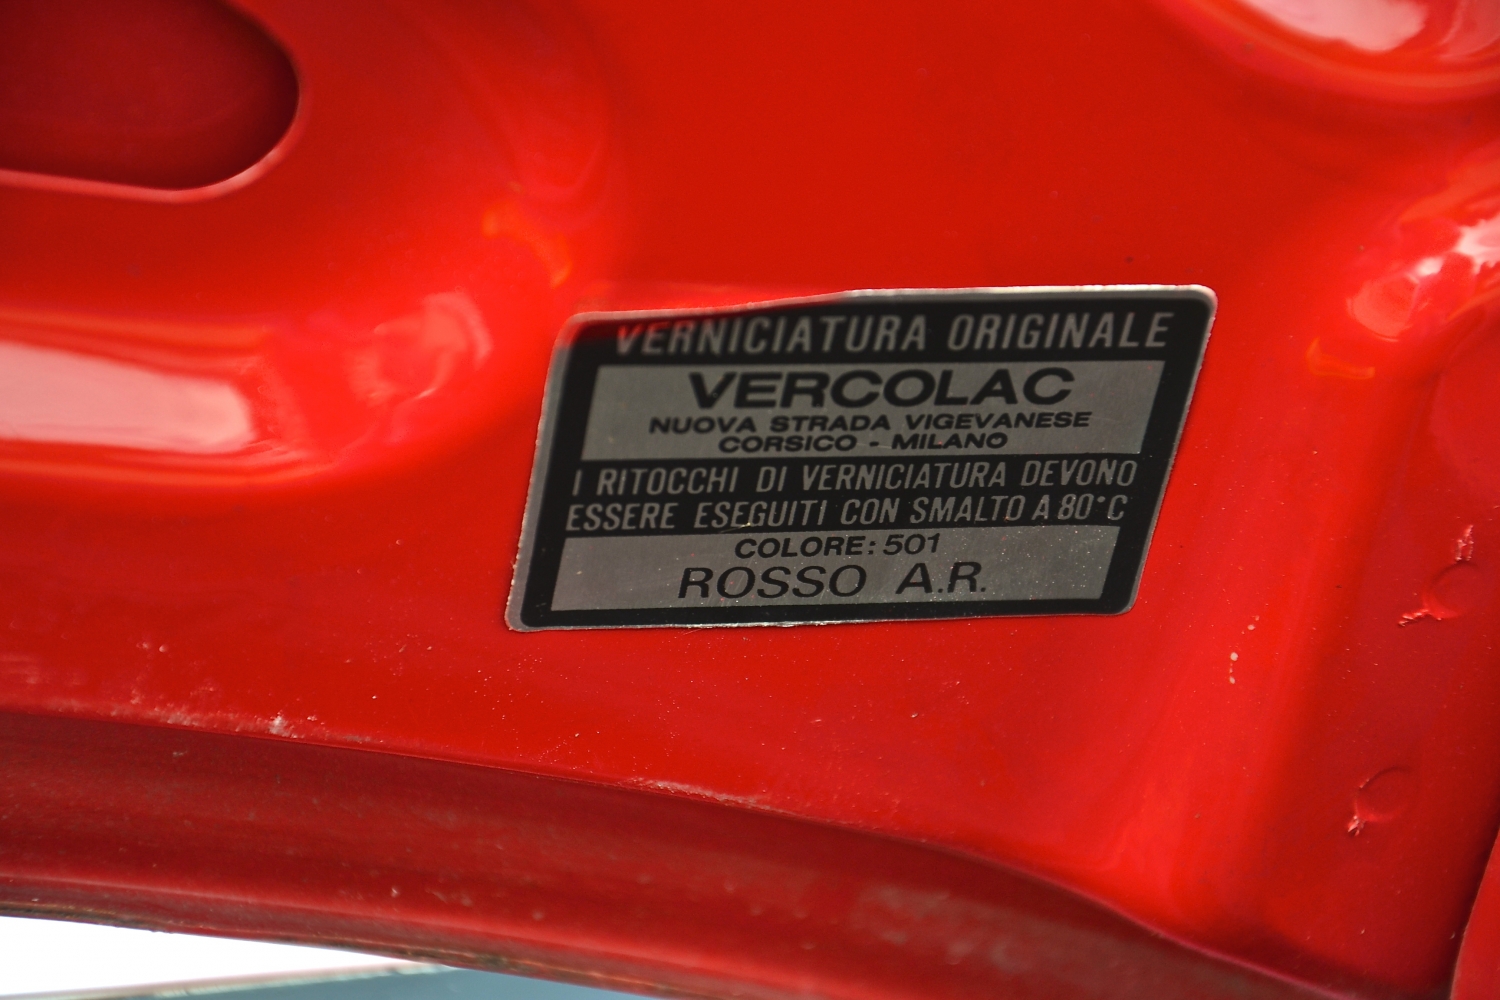 VERNICIATURA ORIGINALE
VERCOLAC
NUOVA STRADA VIGEVANESE
CORSICO - MILANO
I RITOCCHI DI VERNICIATURA DEVONO
ESSERE ESEGUITI CON SMALTO A 80°C
COLORE: 501
ROSSO A.R.